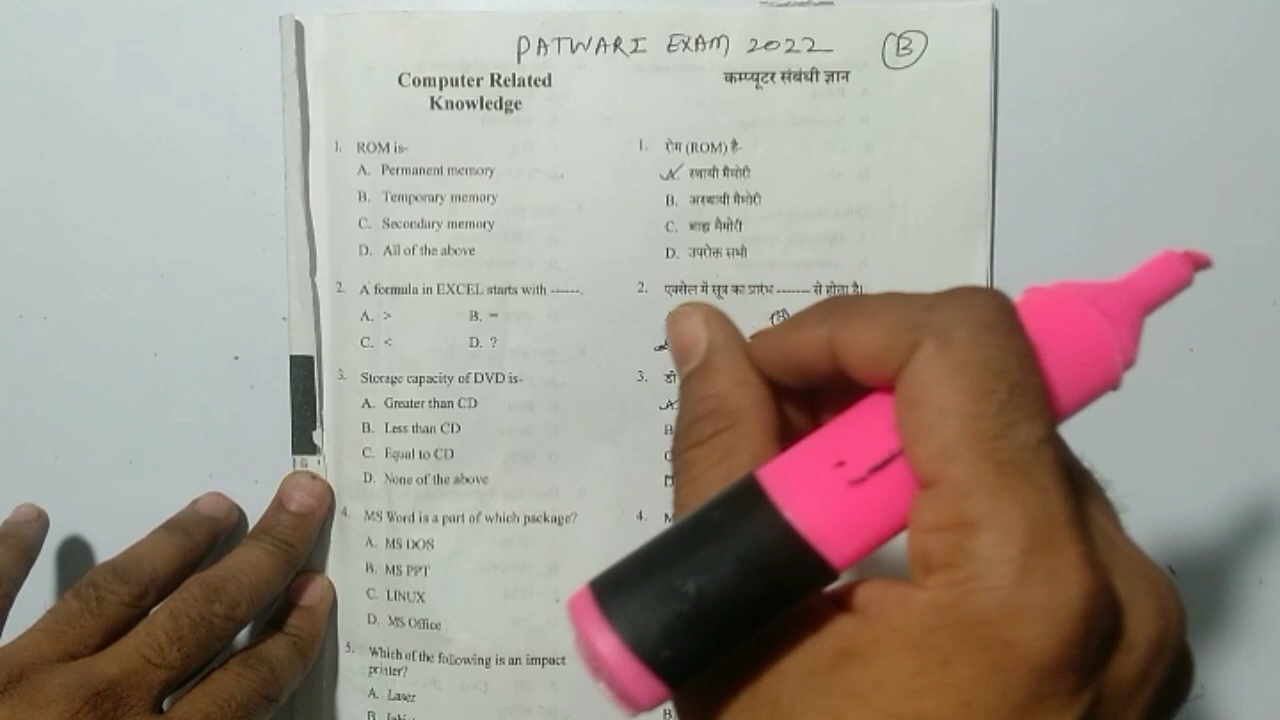 PATWARI EXAM 2022 B
Computer Related
Knowledge
1. ROM is-
A. Permanent memory
B. Temporary memory
C. Secondary memory
D. All of the above
2. A formula in EXCEL starts with ------.
A. > B. =
C. < D. ?
3. Storage capacity of DVD is-
A. Greater than CD
B. Less than CD
C. Equal to CD
D. None of the above
4. MS Word is a part of which package?
A. MS DOS
B. MS PPT
C. LINUX
D. MS Office
5. Which of the following is an impact
printer?
A. Laser
B.
कम्प्यूटर संबंधी ज्ञान
1. रोम (ROM) है-
A. स्थायी मैमोरी
B. अस्थायी मैमोरी
C. बाह्य मैमोरी
D. उपरोक्त सभी
2. एक्सेल में सूत्र का प्रारंभ ------- से होता है।
3. डी
A.
B
C
D
4. M
B.